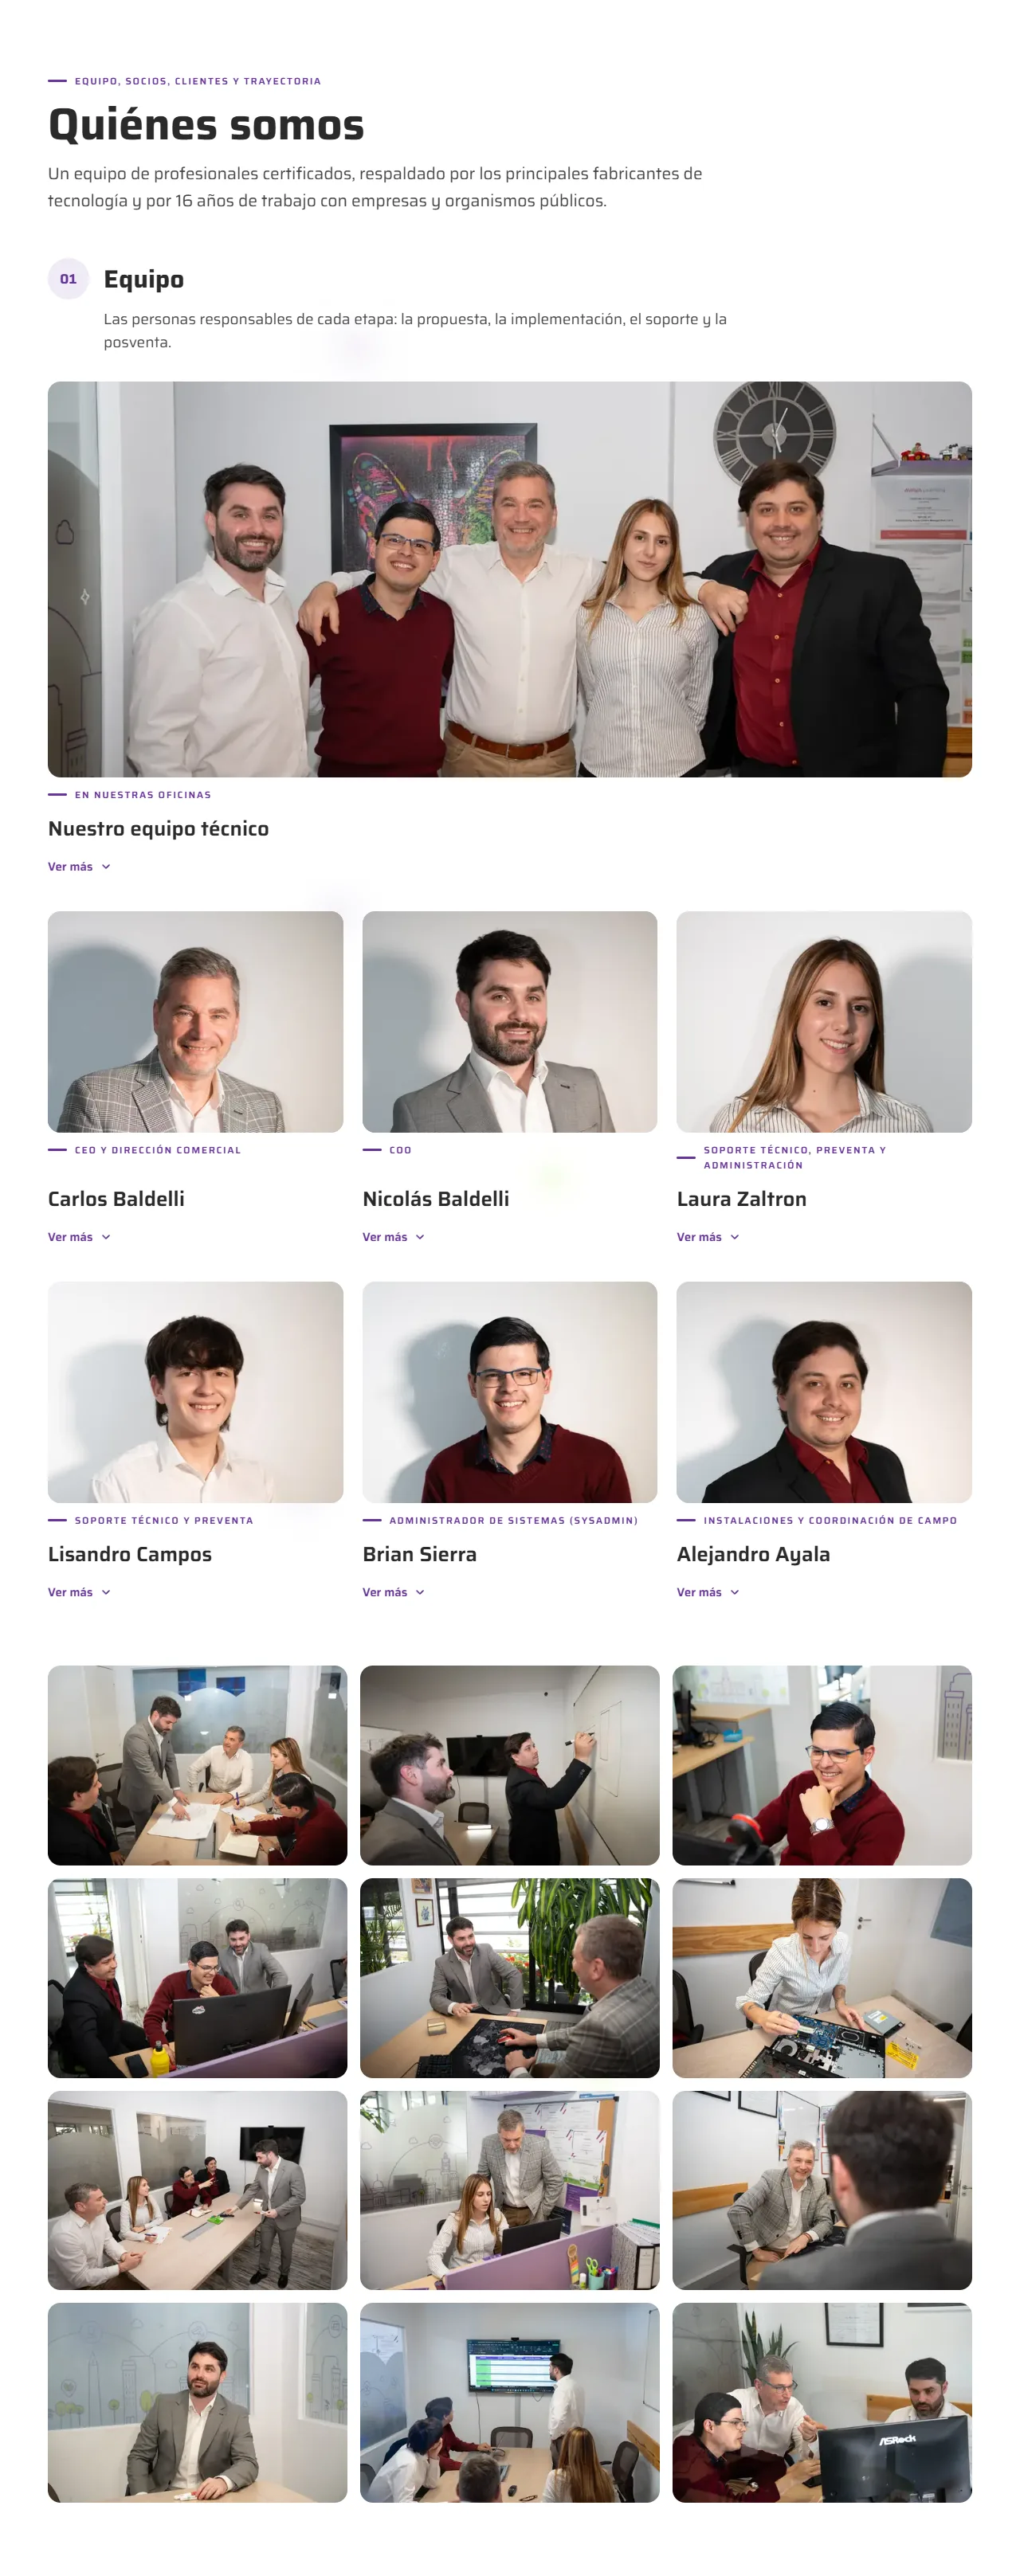 EQUIPO, SOCIOS, CLIENTES Y TRAYECTORIA
Quiénes somos
Un equipo de profesionales certificados, respaldado por los principales fabricantes de
tecnología y por 16 años de trabajo con empresas y organismos públicos.
01
Equipo
Las personas responsables de cada etapa: la propuesta, la implementación, el soporte y la
posventa.
EN NUESTRAS OFICINAS
Nuestro equipo técnico
Ver más
CEO Y DIRECCIÓN COMERCIAL
Carlos Baldelli
Ver más
COO
Nicolás Baldelli
Ver más
SOPORTE TÉCNICO, PREVENTA Y
ADMINISTRACIÓN
Laura Zaltron
Ver más
SOPORTE TÉCNICO Y PREVENTA
Lisandro Campos
Ver más
ADMINISTRADOR DE SISTEMAS (SYSADMIN)
Brian Sierra
Ver más
INSTALACIONES Y COORDINACIÓN DE CAMPO
Alejandro Ayala
Ver más
ASRock